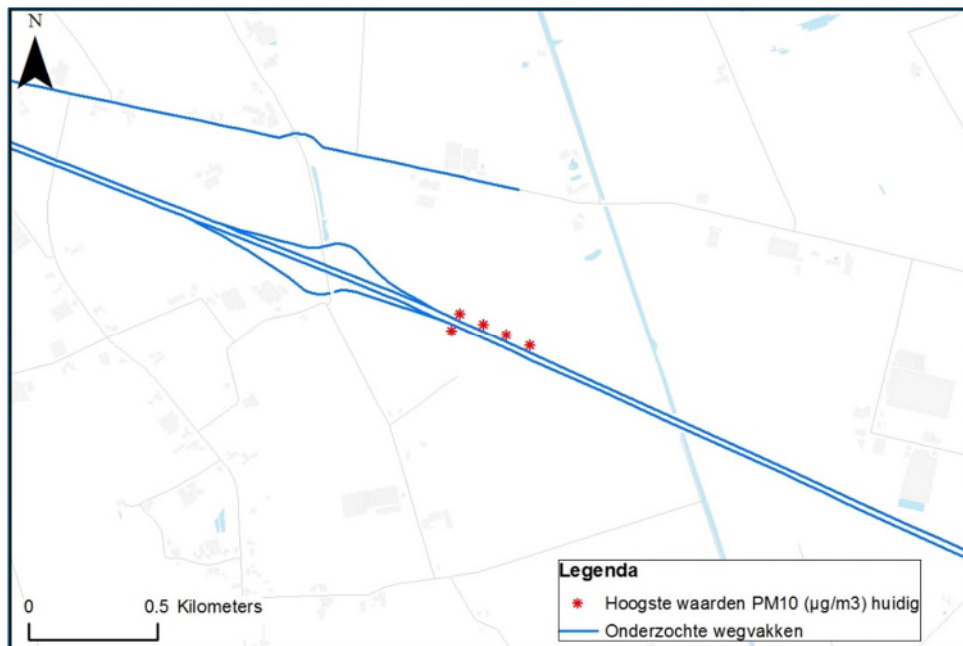 N
Legenda
Hoogste waarden PM10 (µg/m3) huidig
Onderzochte wegvakken
0 0.5 Kilometers